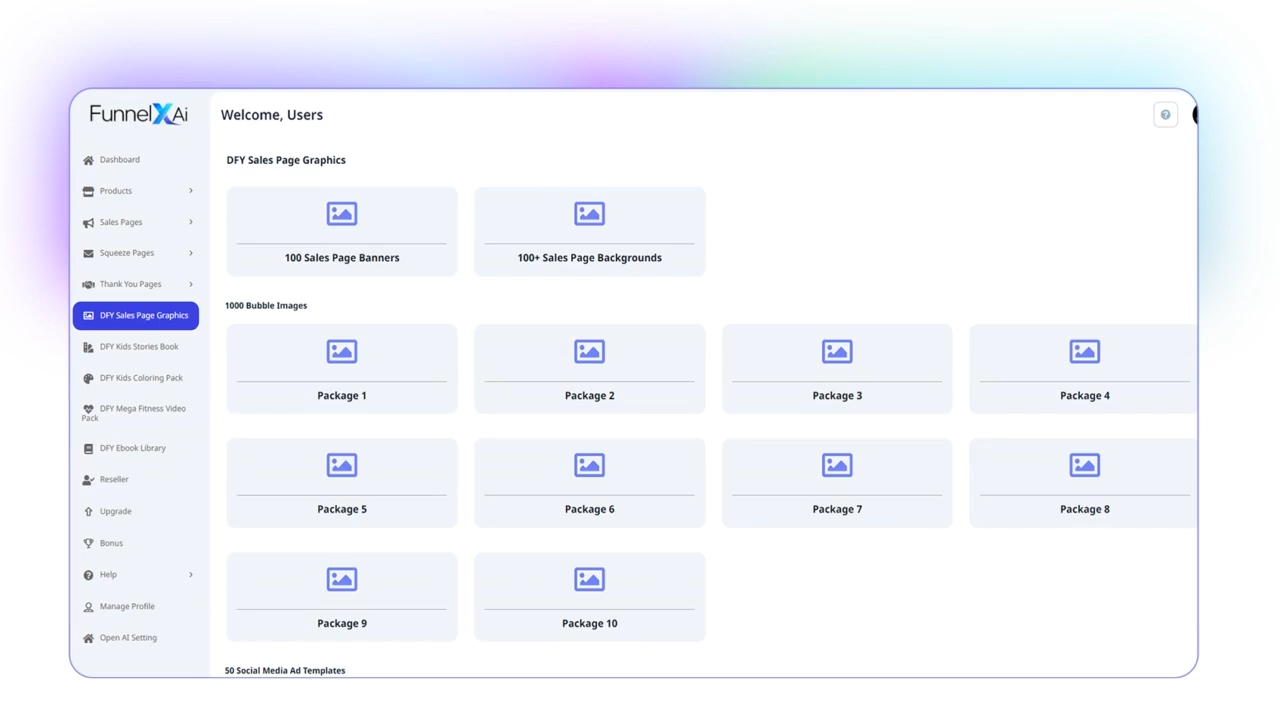 FunnelXAi
Welcome, Users
Dashboard
Products
Sales Pages
Squeeze Pages
Thank You Pages
DFY Sales Page Graphics
DFY Kids Stories Book
DFY Kids Coloring Pack
DFY Mega Fitness Video
Pack
DFY Ebook Library
Reseller
Upgrade
Bonus
Help
Manage Profile
Open AI Setting
DFY Sales Page Graphics
100 Sales Page Banners
100+ Sales Page Backgrounds
1000 Bubble Images
Package 1
Package 2
Package 3
Package 4
Package 5
Package 6
Package 7
Package 8
Package 9
Package 10
50 Social Media Ad Templates